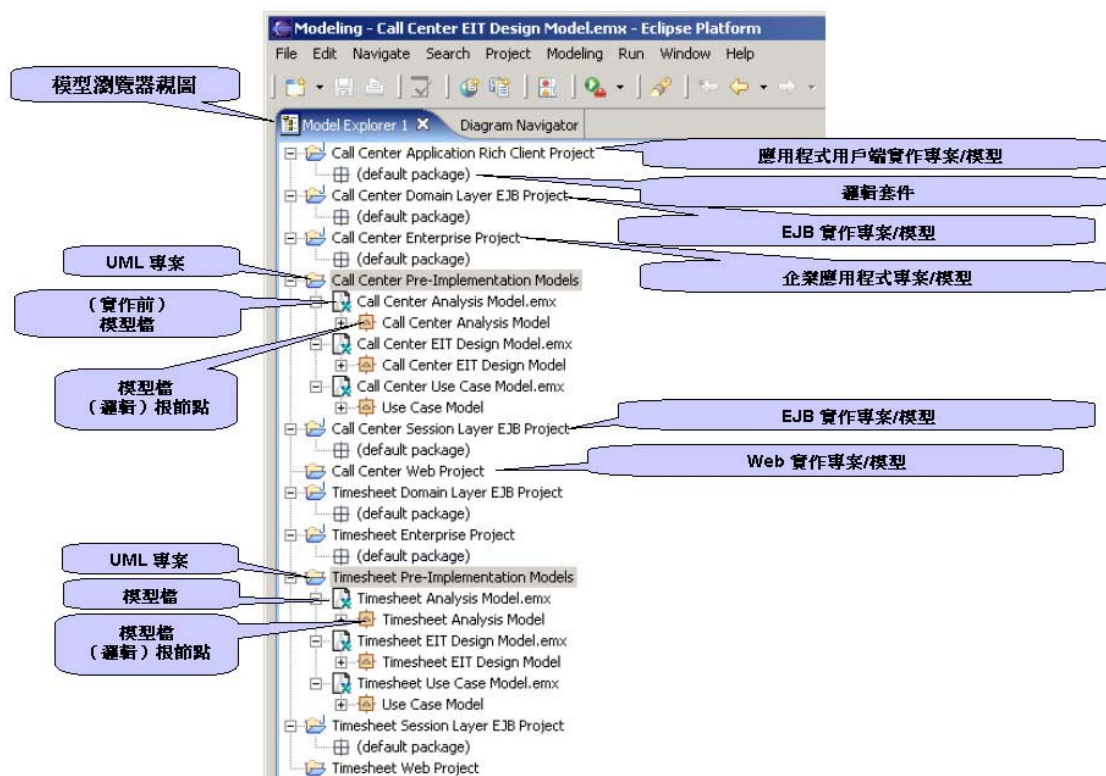 Modeling - Call Center EIT Design Model.emx - Eclipse Platform
File Edit Navigate Search Project Modeling Run Window Help
模型瀏覽器視圖
Model Explorer 1 Diagram Navigator
Call Center Application Rich Client Project
應用程式用戶端實作專案/模型
(default package)
邏輯套件
Call Center Domain Layer EJB Project
(default package)
EJB 實作專案/模型
Call Center Enterprise Project
(default package)
企業應用程式專案/模型
UML 專案
Call Center Pre-Implementation Models
(實作前)
模型檔
Call Center Analysis Model.emx
Call Center Analysis Model
Call Center EIT Design Model.emx
Call Center EIT Design Model
模型檔
(邏輯)根節點
Call Center Use Case Model.emx
Use Case Model
Call Center Session Layer EJB Project
EJB 實作專案/模型
(default package)
Call Center Web Project
Web 實作專案/模型
Timesheet Domain Layer EJB Project
(default package)
Timesheet Enterprise Project
(default package)
UML 專案
Timesheet Pre-Implementation Models
模型檔
Timesheet Analysis Model.emx
Timesheet Analysis Model
模型檔
(邏輯)根節點
Timesheet EIT Design Model.emx
Timesheet EIT Design Model
Timesheet Use Case Model.emx
Use Case Model
Timesheet Session Layer EJB Project
(default package)
Timesheet Web Project